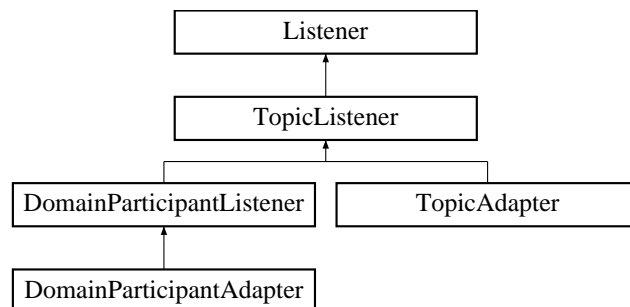 Listener
TopicListener
DomainParticipantListener
TopicAdapter
DomainParticipantAdapter